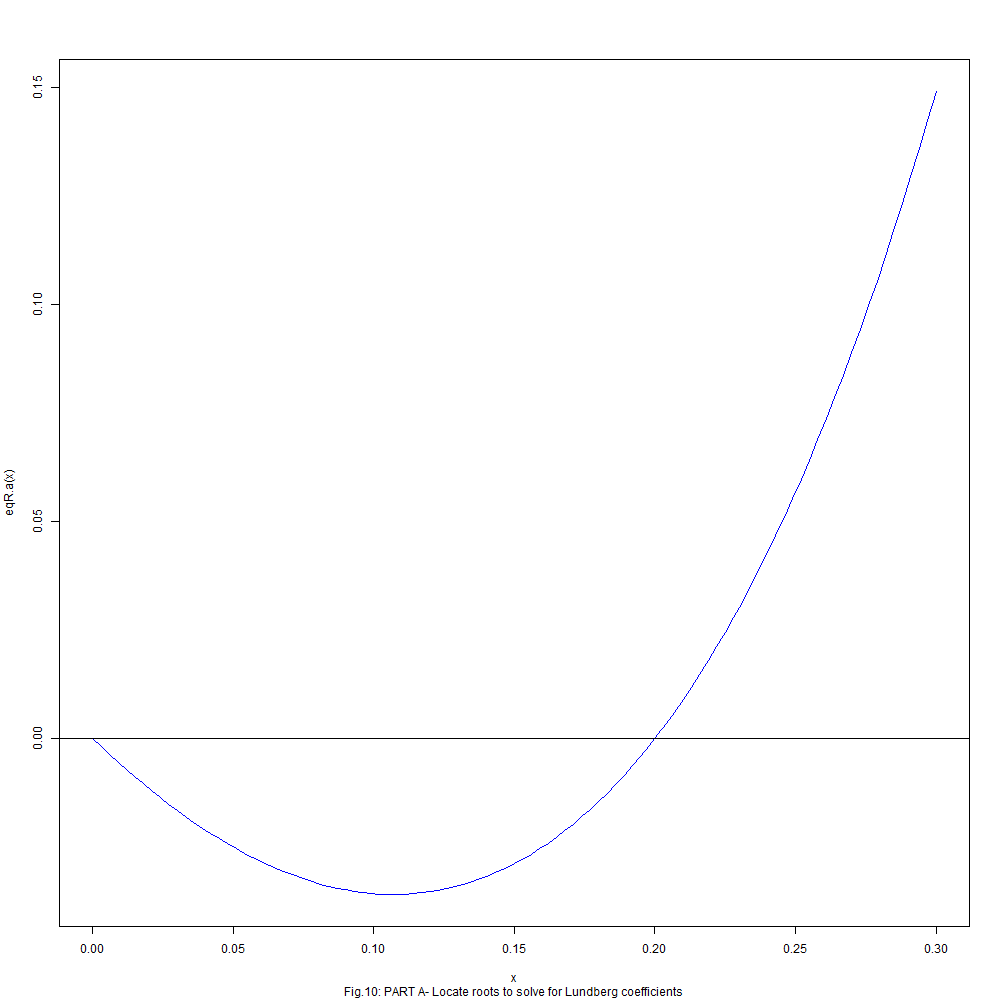 0.15
0.10
0.05
0.00
eqR.a(x)
0.00 0.05 0.10 0.15 0.20 0.25 0.30
x
Fig.10: PART A- Locate roots to solve for Lundberg coefficients